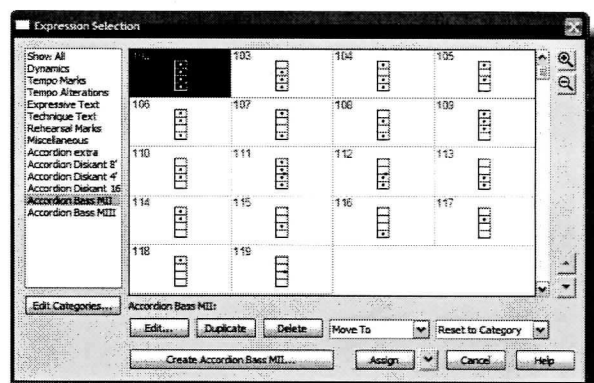 Expression Selection
Show: All
Dynamics
Tempo Marks
Tempo Alterations
Expressive Text
Technique Text
Rehearsal Marks
Miscellaneous
Accordion extra
Accordion Diskant 8'
Accordion Diskant 4'
Accordion Diskant 16
Accordion Bass MII
Accordion Bass MIII
103 104 105
106 107 108 109
110 111 112 113
114 115 116 117
118 119
Edit Categories...
Accordion Bass MII:
Edit... Duplicate Delete Move To Reset to Category
Create Accordion Bass MII... Assign Cancel Help